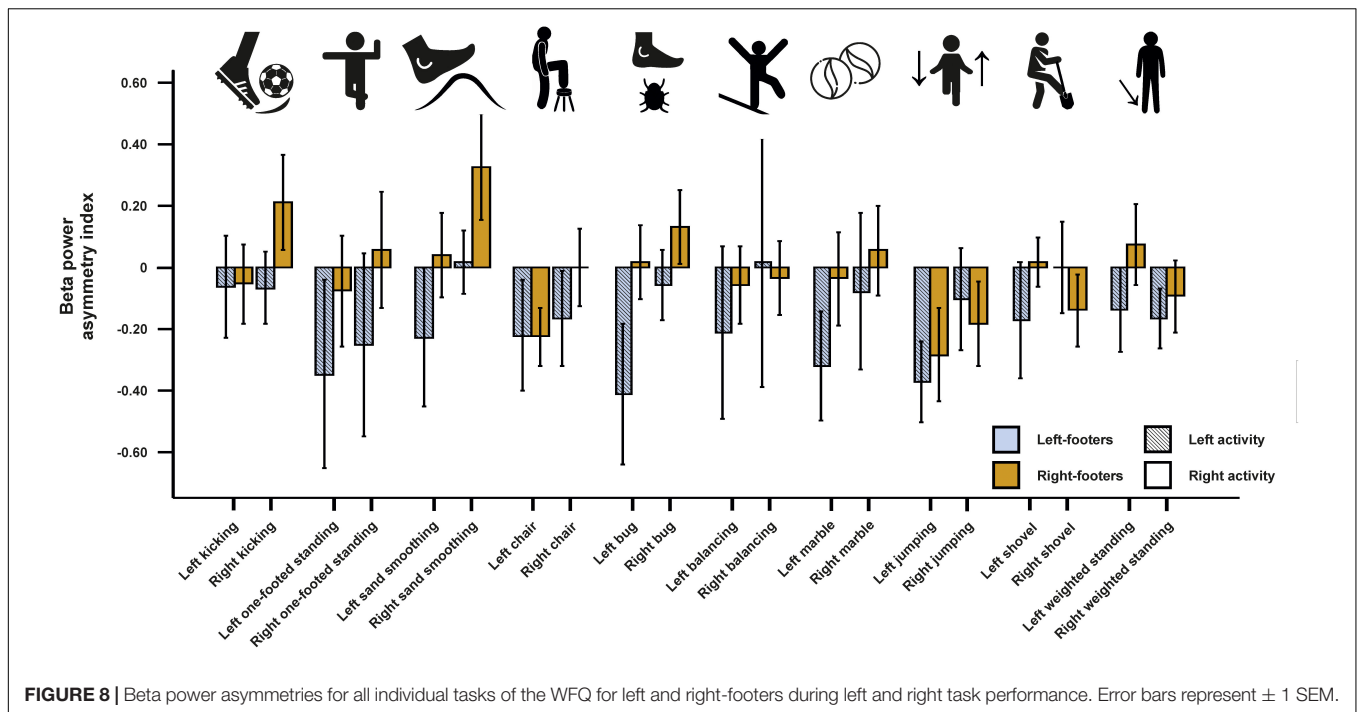 0.60
0.40
0.20
0
-0.20
-0.40
-0.60
Beta power
asymmetry index
Left-footers
Left activity
Right-footers
Right activity
Left kicking
Right kicking
Left one-footed standing
Right one-footed standing
Left sand smoothing
Right sand smoothing
Left chair
Right chair
Left bug
Right bug
Left balancing
Right balancing
Left marble
Right marble
Left jumping
Right jumping
Left shovel
Right shovel
Left weighted standing
Right weighted standing
FIGURE 8 | Beta power asymmetries for all individual tasks of the WFQ for left and right-footers during left and right task performance. Error bars represent ± 1 SEM.